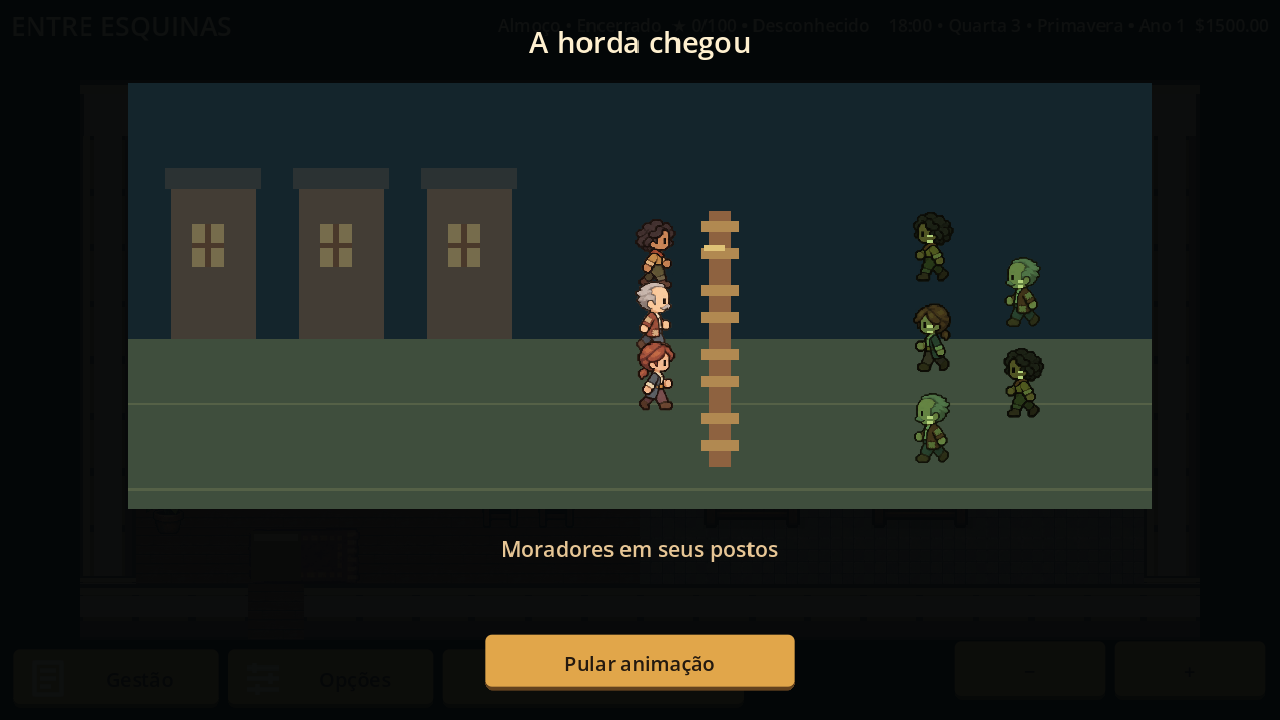 ENTRE ESQUINAS
Almoço • Encerrado ★ 0/100 • Desconhecido 18:00 • Quarta 3 • Primavera • Ano 1 $1500.00
A horda chegou
Moradores em seus postos
Pular animação
Gestão
Opções